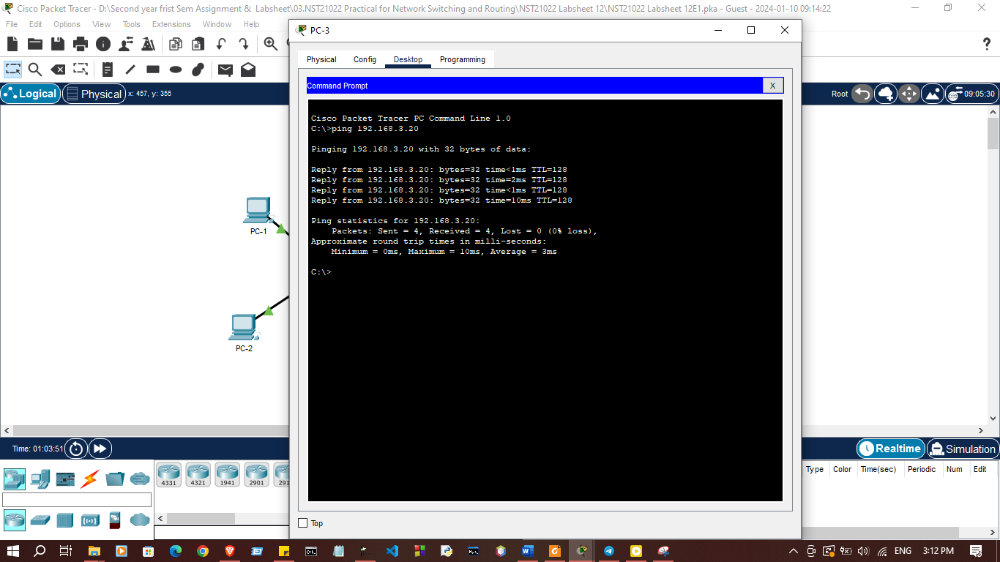 Cisco Packet Tracer - D:\Second year frist Sem Assignment & Labsheet\03.NST21022 Practical for Network Switching and Routing\NST21022 Labsheet 12\NST21022 Labsheet 12E1.pka - Guest - 2024-01-10 09:14:22
File Edit Options View Tools Extensions Window Help
PC-3
Physical Config Desktop Programming
Command Prompt X
Logical Physical x: 457, y: 355
Root 09:05:30
Cisco Packet Tracer PC Command Line 1.0
C:\>ping 192.168.3.20
Pinging 192.168.3.20 with 32 bytes of data:
Reply from 192.168.3.20: bytes=32 time<1ms TTL=128
Reply from 192.168.3.20: bytes=32 time=2ms TTL=128
Reply from 192.168.3.20: bytes=32 time<1ms TTL=128
Reply from 192.168.3.20: bytes=32 time=10ms TTL=128
Ping statistics for 192.168.3.20:
Packets: Sent = 4, Received = 4, Lost = 0 (0% loss),
Approximate round trip times in milli-seconds:
Minimum = 0ms, Maximum = 10ms, Average = 3ms
C:\>
PC-1
PC-2
Time: 01:03:51
Realtime Simulation
4331 4321 1941 2901 291
Type Color Time(sec) Periodic Num Edit
Top
ENG 3:12 PM